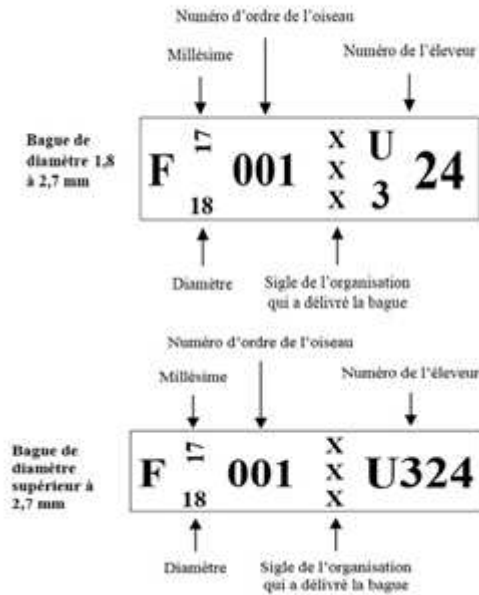 Numéro d'ordre de l'oiseau
Millésime
Numéro de l'éleveur
Bague de
diamètre 1,8
à 2,7 mm
F 17 18 001 X X X U 3 24
Diamètre
Sigle de l'organisation
qui a délivré la bague
Numéro d'ordre de l'oiseau
Millésime
Numéro de l'éleveur
Bague de
diamètre
supérieur à
2,7 mm
F 17 18 001 X X X U324
Diamètre
Sigle de l'organisation
qui a délivré la bague